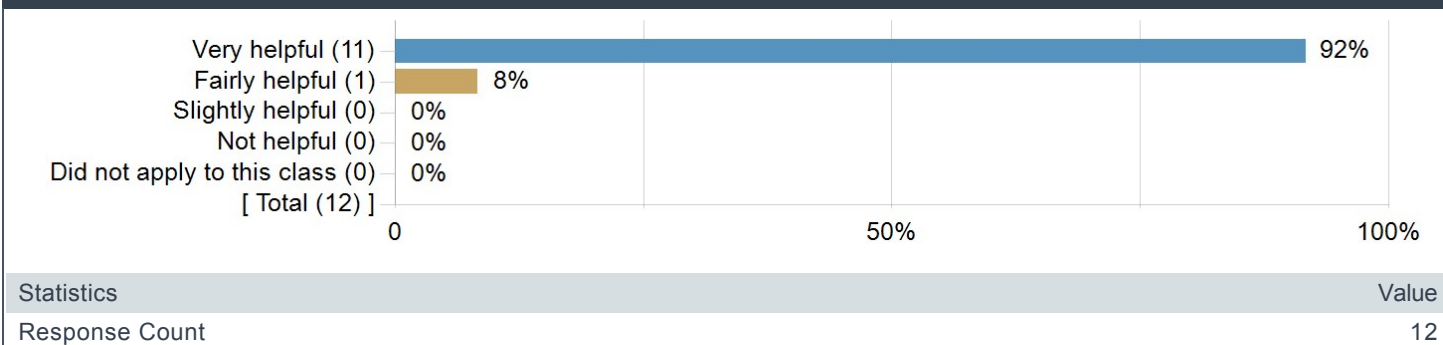 Very helpful (11) 92%
Fairly helpful (1) 8%
Slightly helpful (0) 0%
Not helpful (0) 0%
Did not apply to this class (0) 0%
[ Total (12) ]
0 50% 100%
Statistics Value
Response Count 12